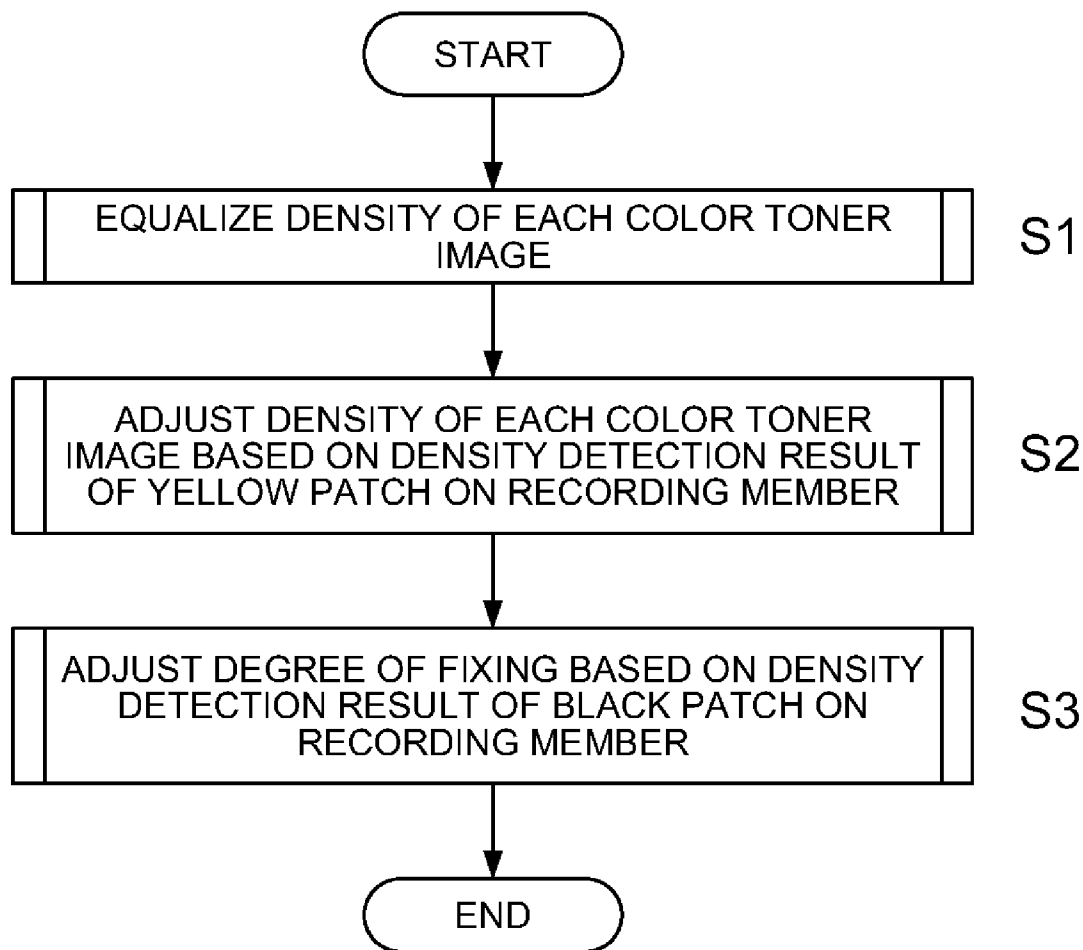 START
EQUALIZE DENSITY OF EACH COLOR TONER
IMAGE
S1
ADJUST DENSITY OF EACH COLOR TONER
IMAGE BASED ON DENSITY DETECTION RESULT
OF YELLOW PATCH ON RECORDING MEMBER
S2
ADJUST DEGREE OF FIXING BASED ON DENSITY
DETECTION RESULT OF BLACK PATCH ON
RECORDING MEMBER
S3
END